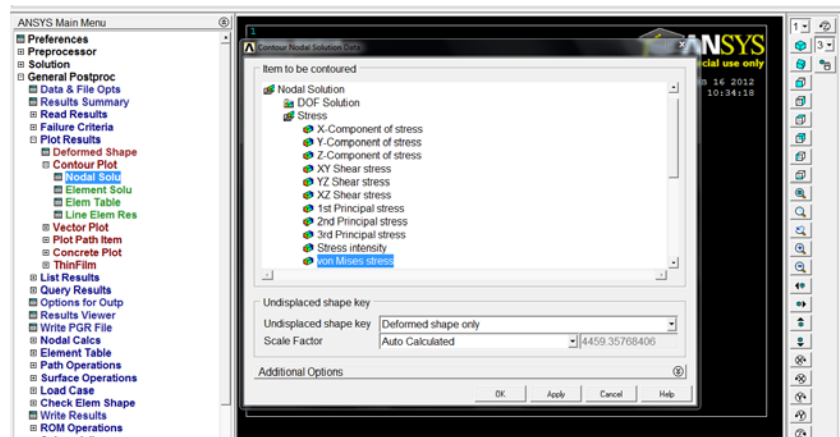 ANSYS Main Menu
Preferences
Preprocessor
Solution
General Postproc
Data & File Opts
Results Summary
Read Results
Failure Criteria
Plot Results
Deformed Shape
Contour Plot
Nodal Solu
Element Solu
Elem Table
Line Elem Res
Vector Plot
Plot Path Item
Concrete Plot
ThinFilm
List Results
Query Results
Options for Outp
Results Viewer
Write PGR File
Nodal Calcs
Element Table
Path Operations
Surface Operations
Load Case
Check Elem Shape
Write Results
ROM Operations
1
ANSYS
cial use only
16 2012
10:34:18
Contour Nodal Solution Data
Item to be contoured
Nodal Solution
DOF Solution
Stress
X-Component of stress
Y-Component of stress
Z-Component of stress
XY Shear stress
YZ Shear stress
XZ Shear stress
1st Principal stress
2nd Principal stress
3rd Principal stress
Stress intensity
von Mises stress
Undisplaced shape key
Undisplaced shape key Deformed shape only
Scale Factor Auto Calculated 4459.35768406
Additional Options
OK Apply Cancel Help
1
3